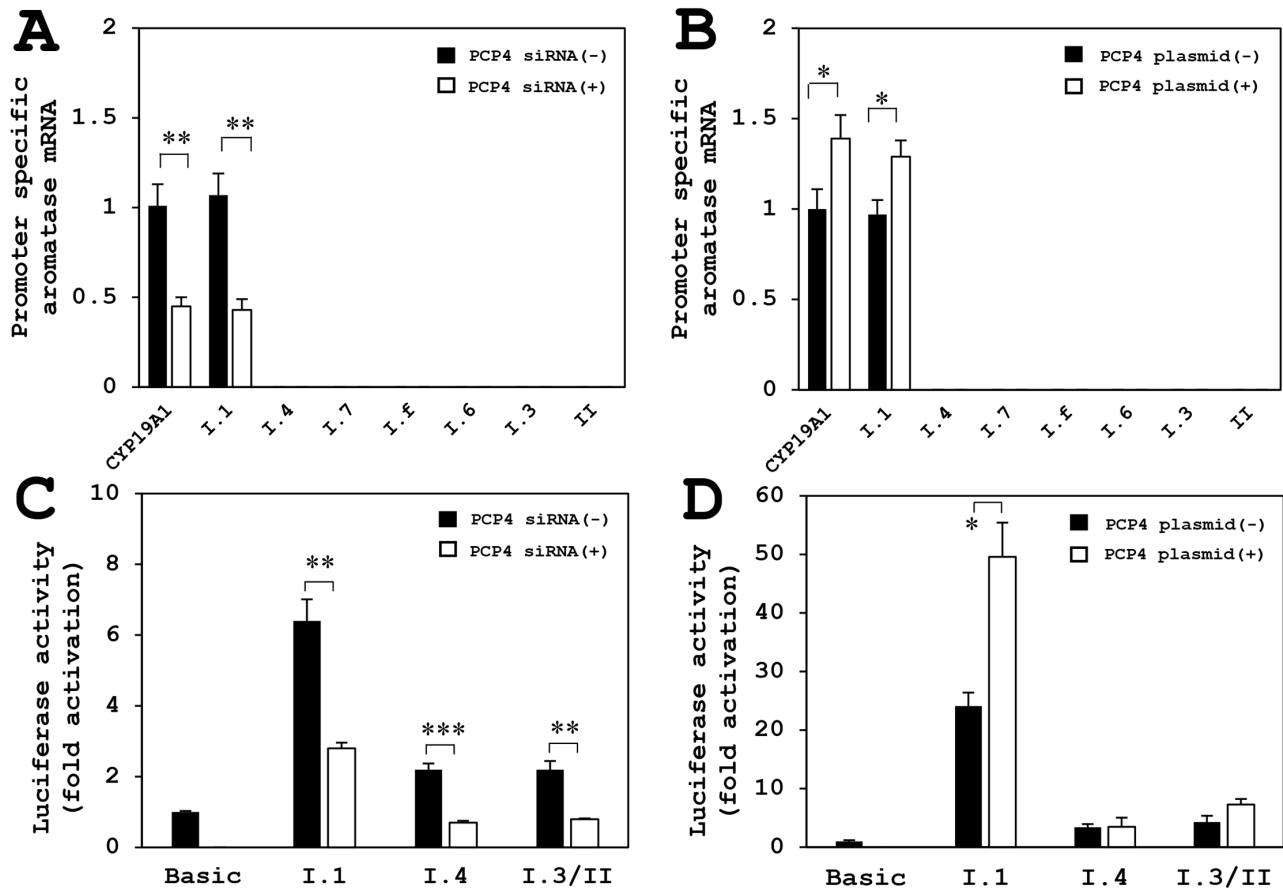 A
Promoter specific
aromatase mRNA
2
1.5
1
0.5
0
PCP4 siRNA(-)
PCP4 siRNA(+)
**
**
CYP19A1
I.1
I.4
I.7
I.f
I.6
I.3
II
B
Promoter specific
aromatase mRNA
2
1.5
1
0.5
0
PCP4 plasmid(-)
PCP4 plasmid(+)
*
*
CYP19A1
I.1
I.4
I.7
I.f
I.6
I.3
II
C
Luciferase activity
(fold activation)
10
8
6
4
2
0
PCP4 siRNA(-)
PCP4 siRNA(+)
**
***
**
Basic
I.1
I.4
I.3/II
D
Luciferase activity
(fold activation)
60
50
40
30
20
10
0
PCP4 plasmid(-)
PCP4 plasmid(+)
*
Basic
I.1
I.4
I.3/II